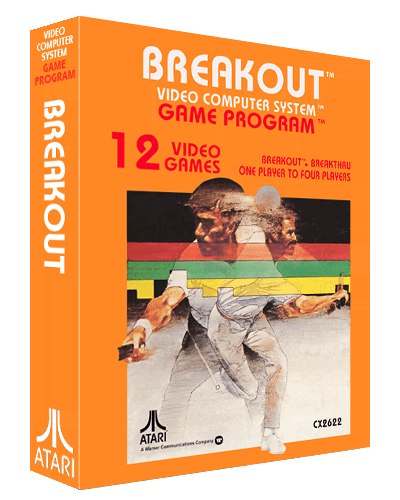 VIDEO
COMPUTER
SYSTEM
GAME
PROGRAM
BREAKOUT
ATARI
BREAKOUT™
VIDEO COMPUTER SYSTEM™
GAME PROGRAM™
12 VIDEO
GAMES
BREAKOUT™, BREAKTHRU
ONE PLAYER TO FOUR PLAYERS
ATARI
A Warner Communications Company
CX2622